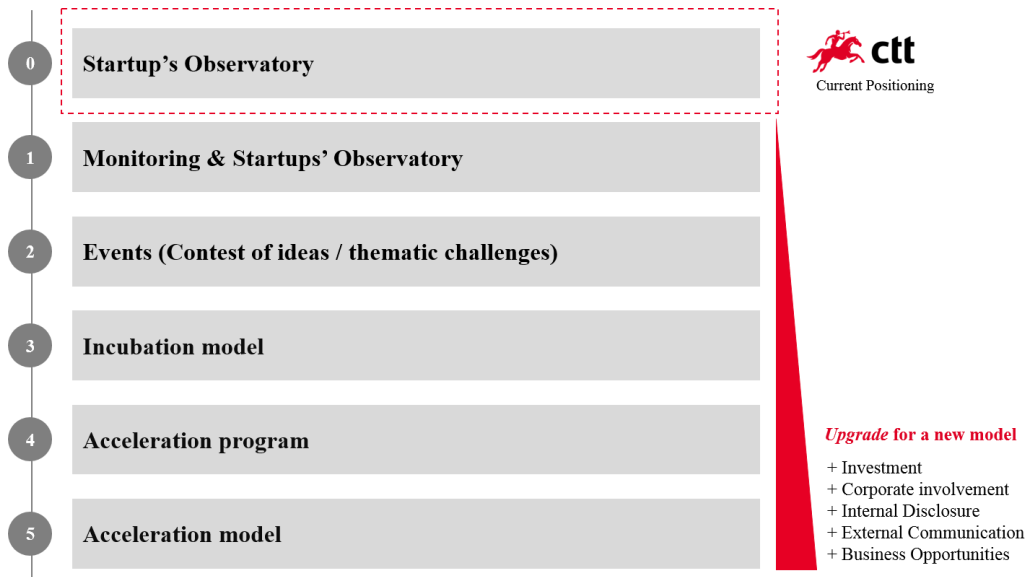 0
Startup’s Observatory
ctt
Current Positioning
1
Monitoring & Startups’ Observatory
2
Events (Contest of ideas / thematic challenges)
3
Incubation model
4
Acceleration program
5
Acceleration model
Upgrade for a new model
+ Investment
+ Corporate involvement
+ Internal Disclosure
+ External Communication
+ Business Opportunities